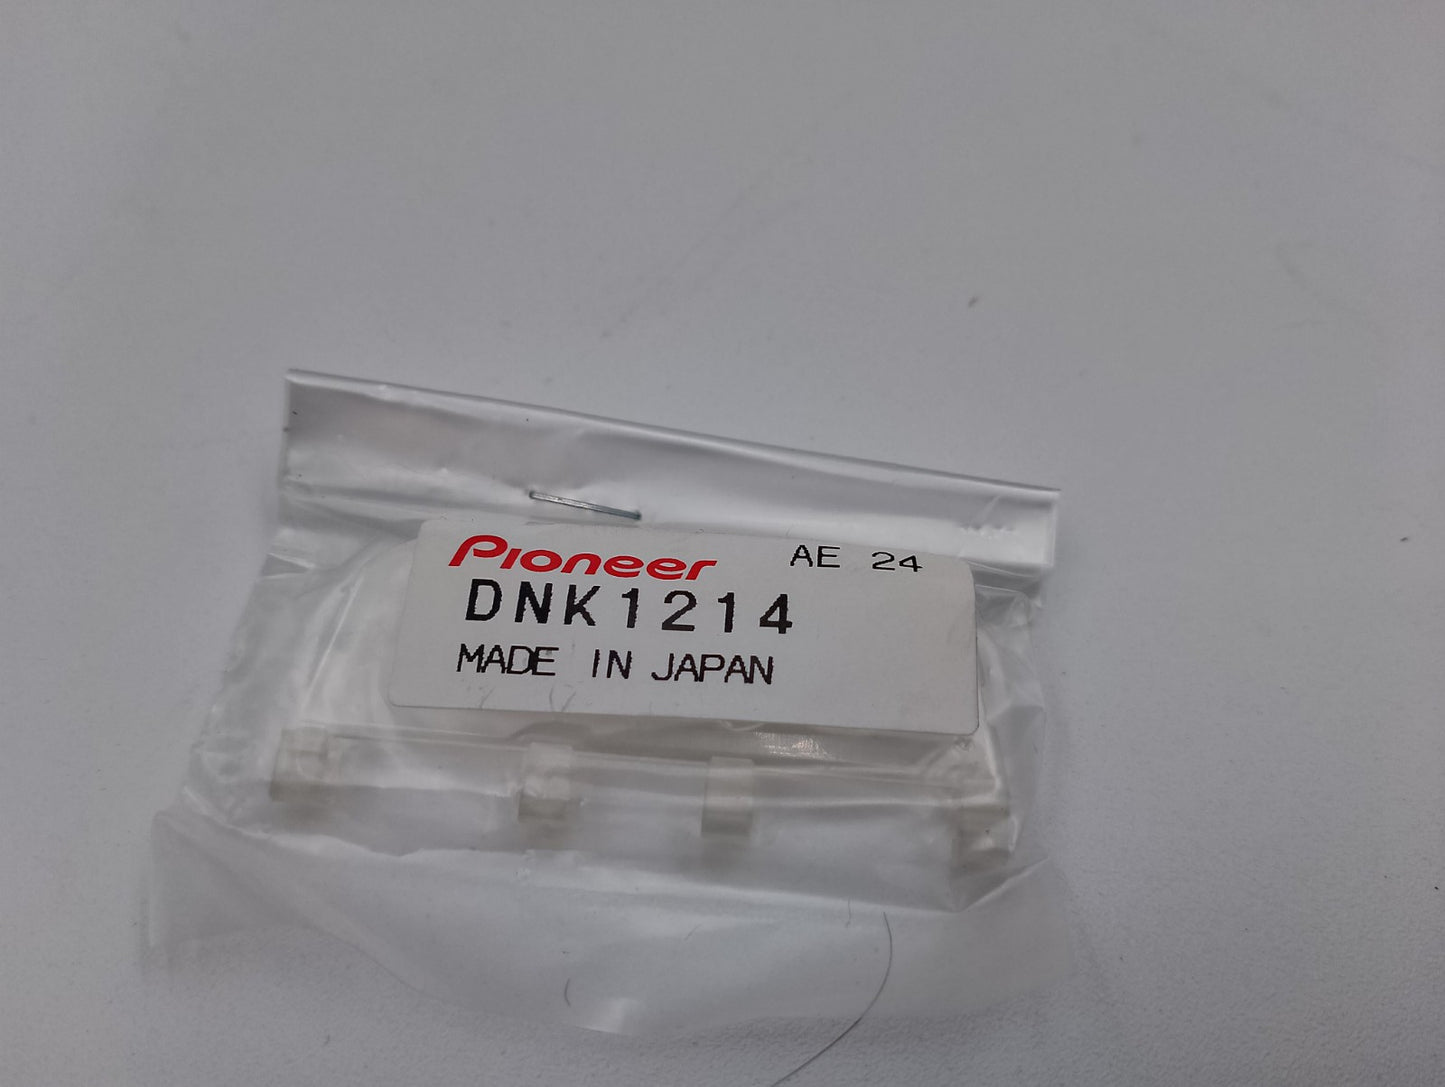 Pioneer AE 24
DNK1214
MADE IN JAPAN